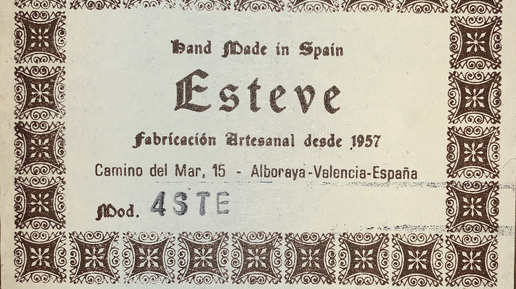 Hand Made in Spain
Esteve
Fabricación Artesanal desde 1957
Camino del Mar, 15 - Alboraya-Valencia-España
Mod. 4STE